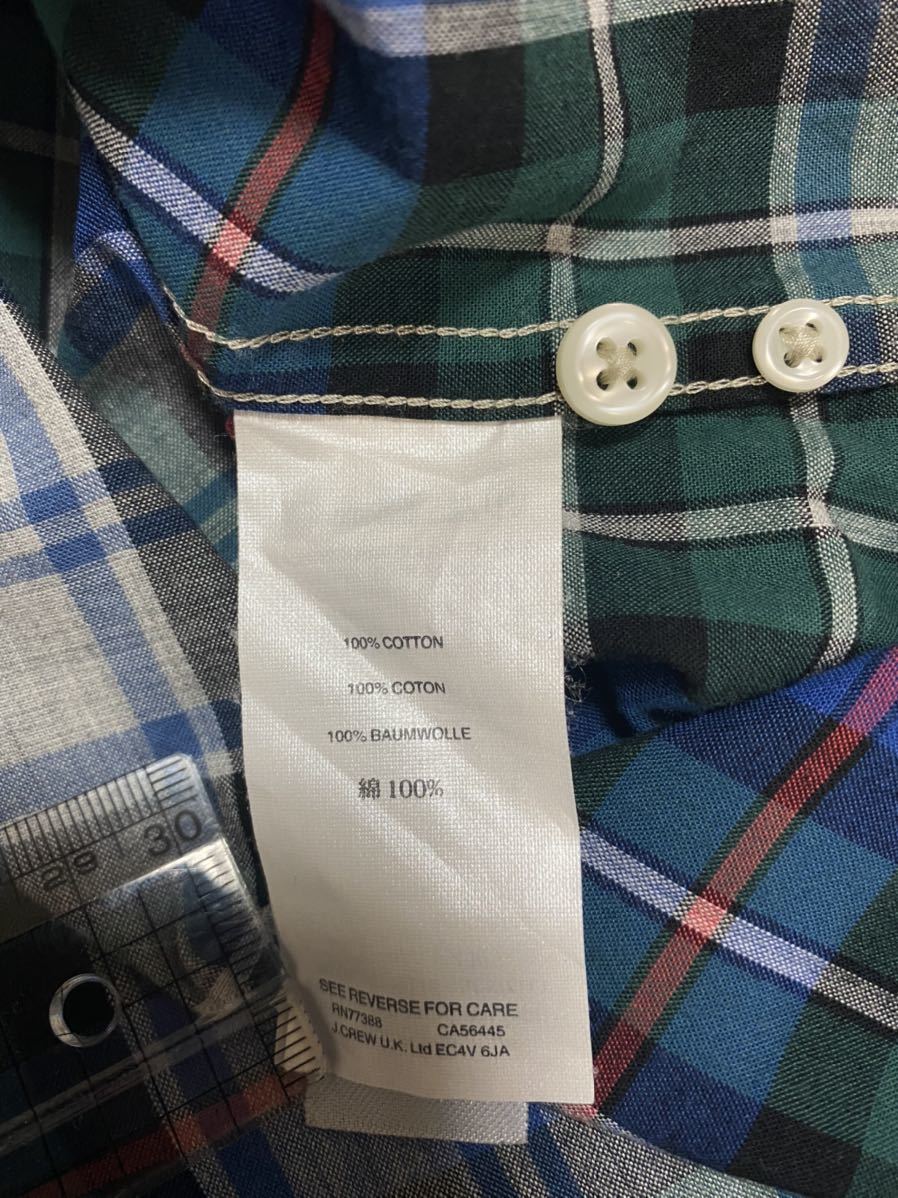 100% COTTON
100% COTON
100% BAUMWOLLE
綿 100%
SEE REVERSE FOR CARE
RN77388 CA56445
J.CREW U.K. Ltd EC4V 6JA
29 30